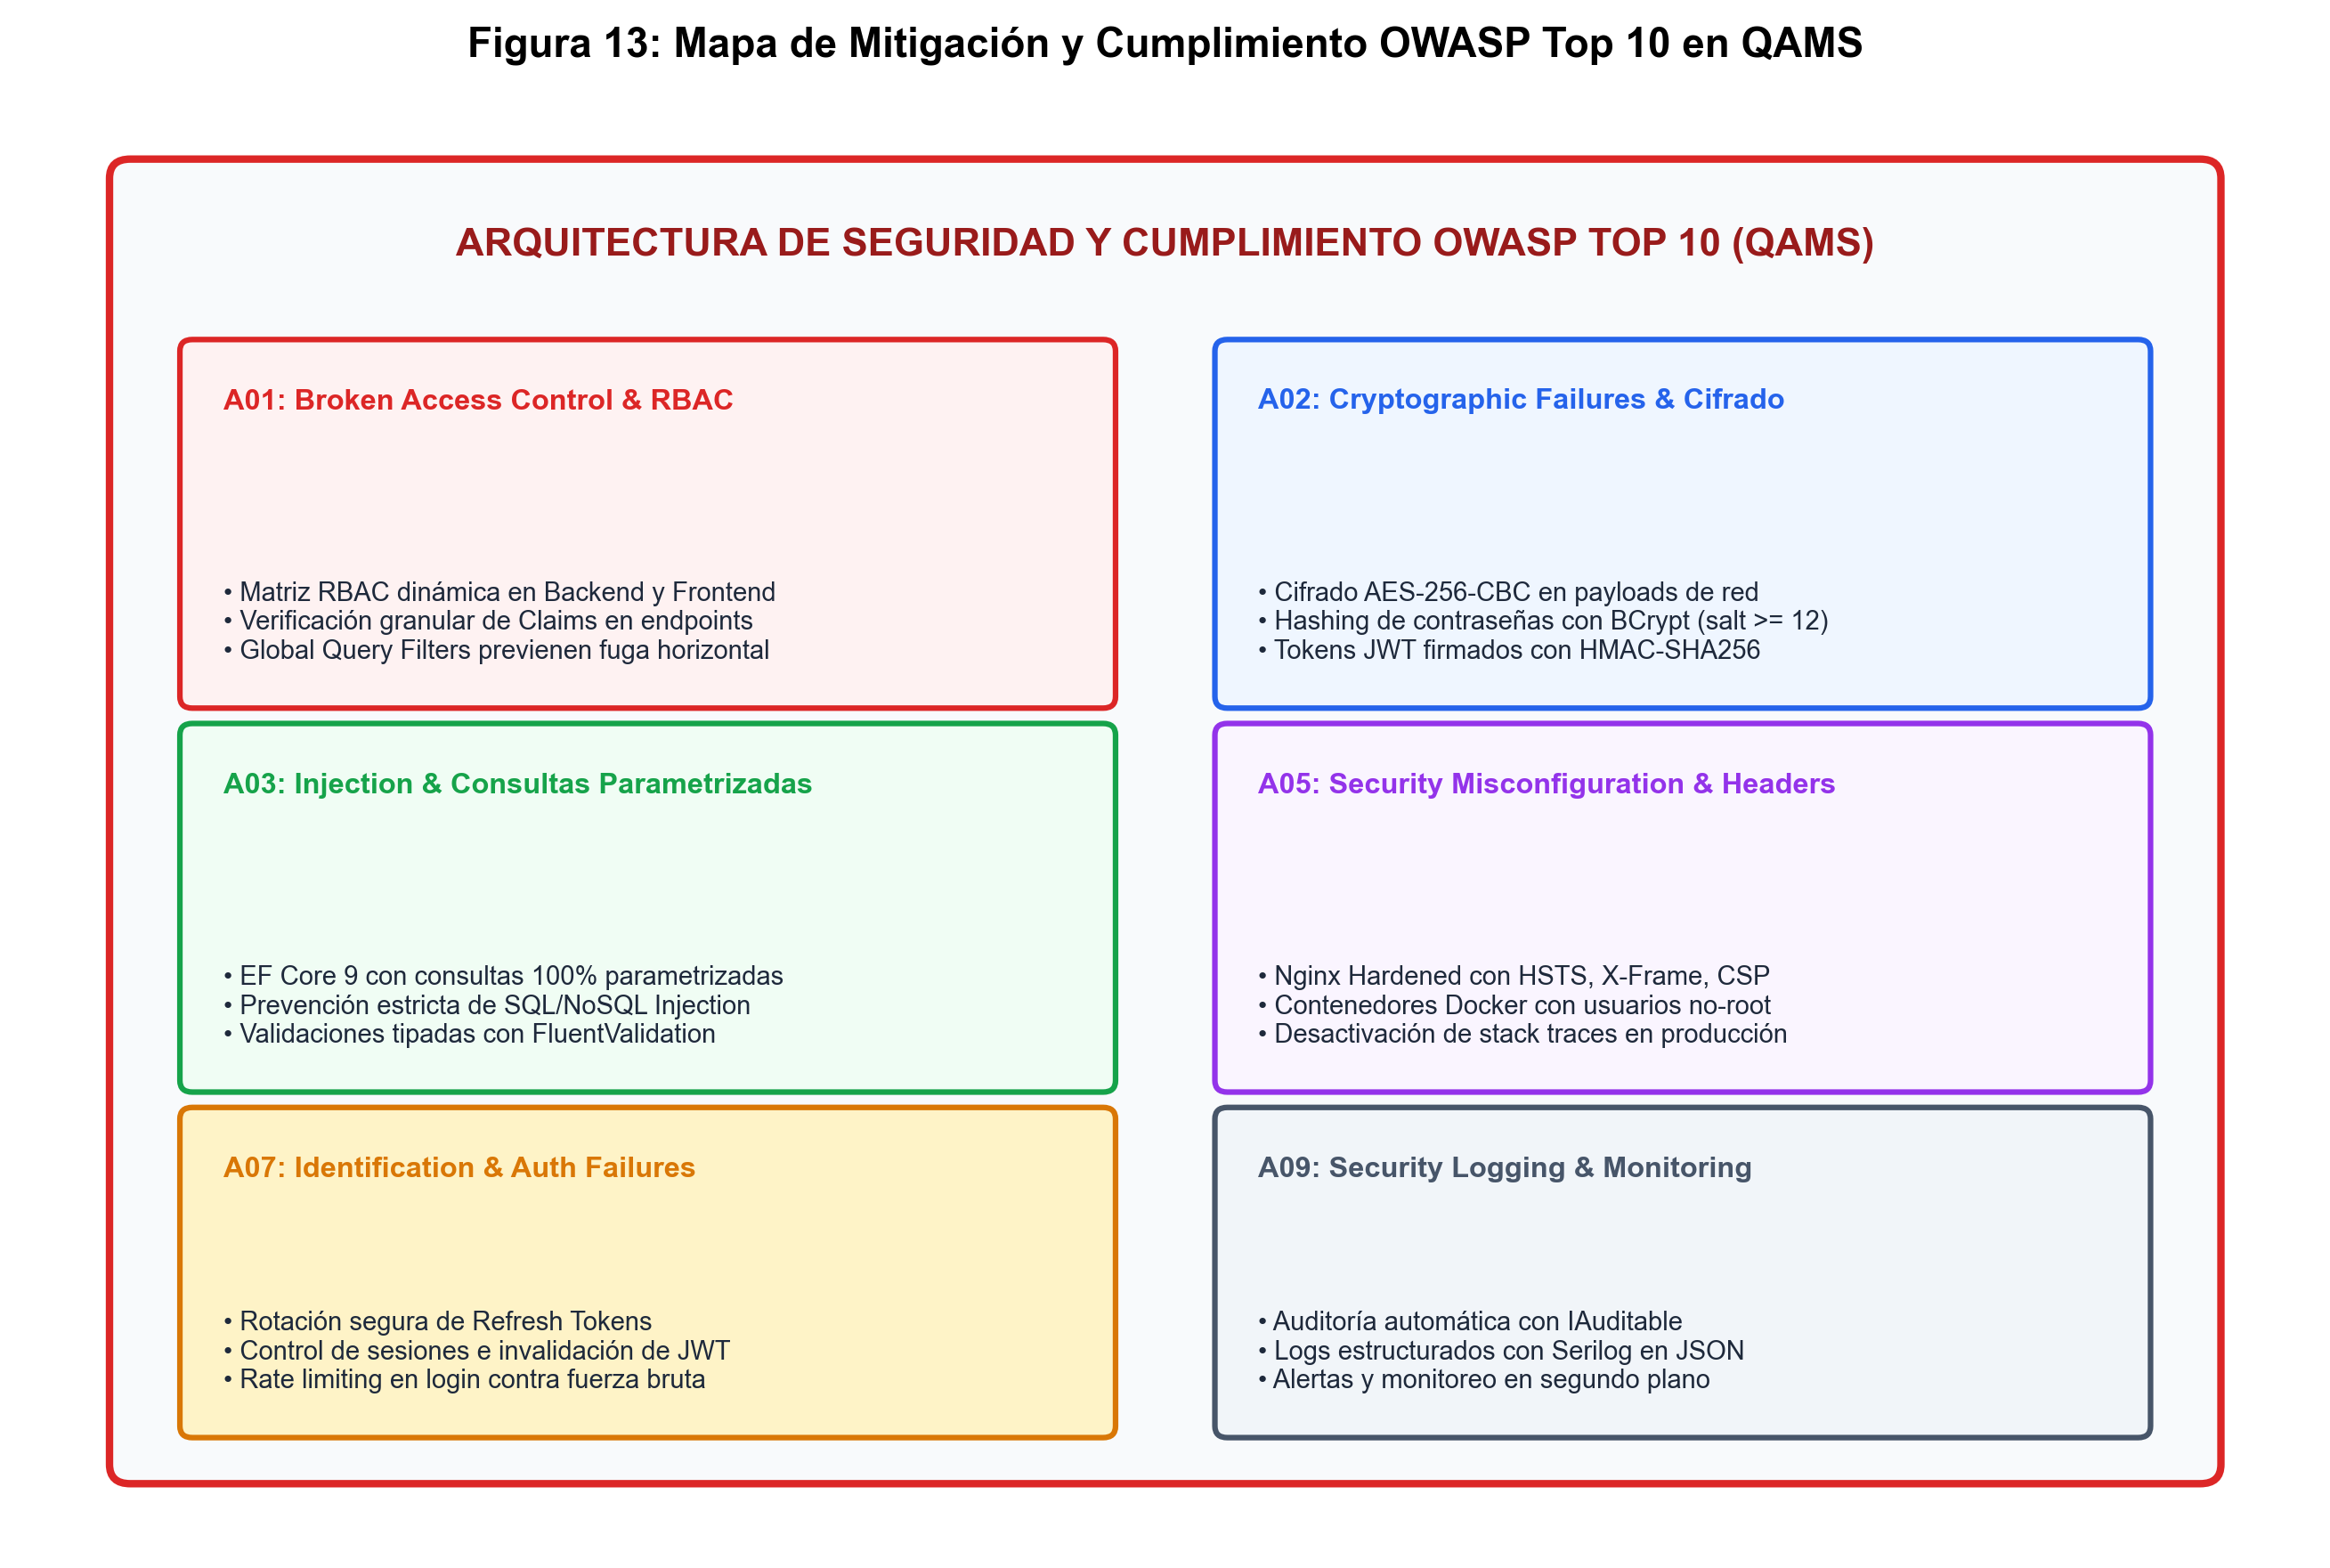 Figura 13: Mapa de Mitigación y Cumplimiento OWASP Top 10 en QAMS
ARQUITECTURA DE SEGURIDAD Y CUMPLIMIENTO OWASP TOP 10 (QAMS)
A01: Broken Access Control & RBAC
• Matriz RBAC dinámica en Backend y Frontend
• Verificación granular de Claims en endpoints
• Global Query Filters previenen fuga horizontal
A02: Cryptographic Failures & Cifrado
• Cifrado AES-256-CBC en payloads de red
• Hashing de contraseñas con BCrypt (salt >= 12)
• Tokens JWT firmados con HMAC-SHA256
A03: Injection & Consultas Parametrizadas
• EF Core 9 con consultas 100% parametrizadas
• Prevención estricta de SQL/NoSQL Injection
• Validaciones tipadas con FluentValidation
A05: Security Misconfiguration & Headers
• Nginx Hardened con HSTS, X-Frame, CSP
• Contenedores Docker con usuarios no-root
• Desactivación de stack traces en producción
A07: Identification & Auth Failures
• Rotación segura de Refresh Tokens
• Control de sesiones e invalidación de JWT
• Rate limiting en login contra fuerza bruta
A09: Security Logging & Monitoring
• Auditoría automática con IAuditable
• Logs estructurados con Serilog en JSON
• Alertas y monitoreo en segundo plano